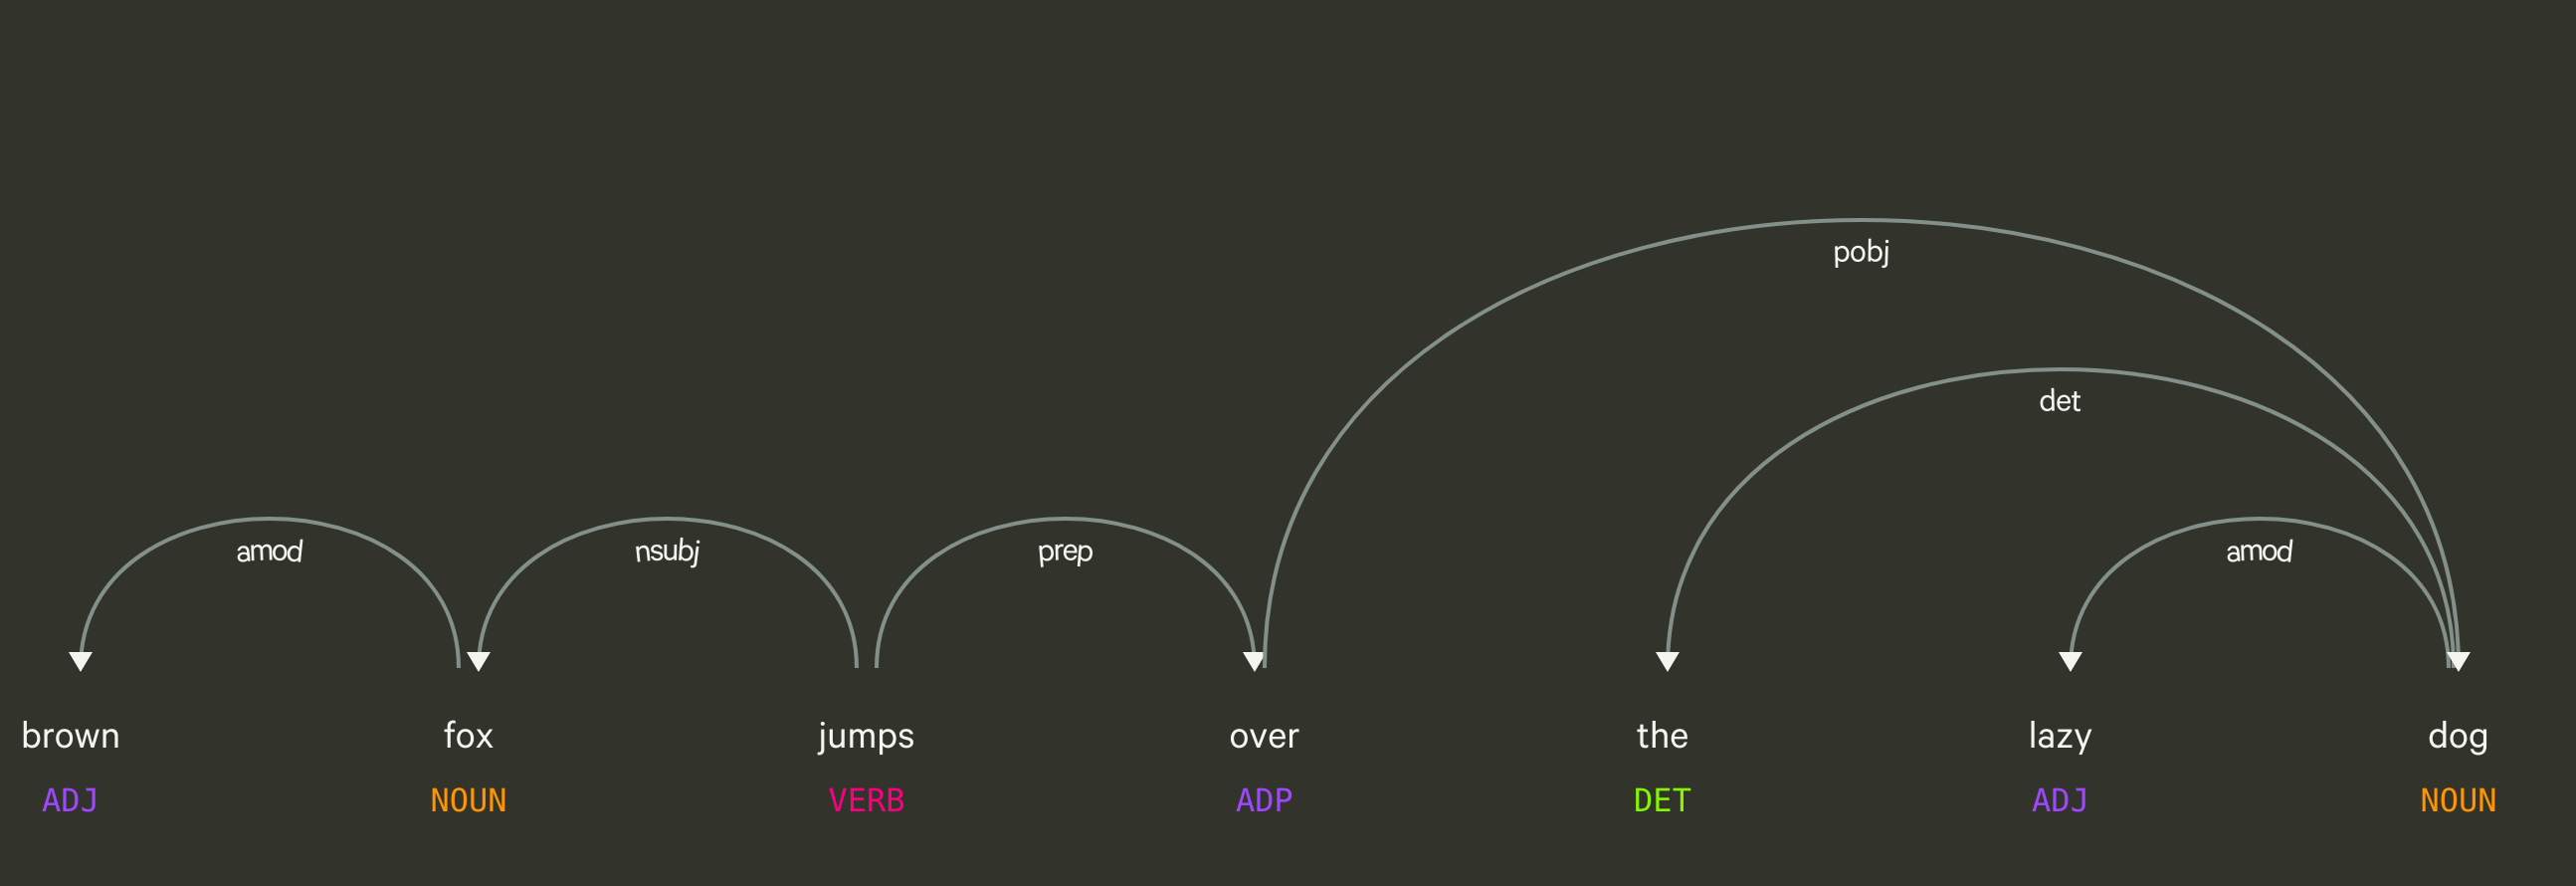 pobj
det
amod nsubj prep amod
brown fox jumps over the lazy dog
ADJ NOUN VERB ADP DET ADJ NOUN